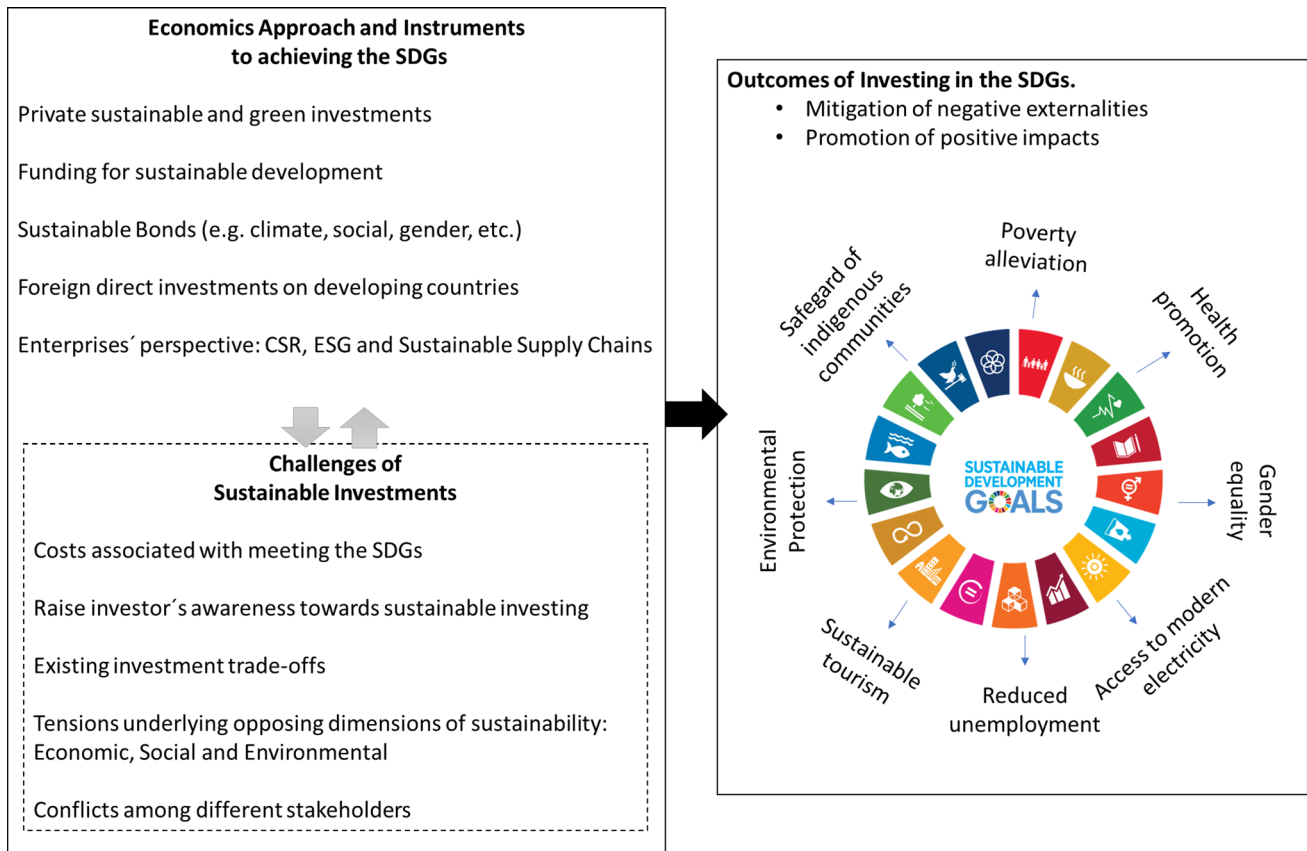 Economics Approach and Instruments
to achieving the SDGs
Private sustainable and green investments
Funding for sustainable development
Sustainable Bonds (e.g. climate, social, gender, etc.)
Foreign direct investments on developing countries
Enterprises´ perspective: CSR, ESG and Sustainable Supply Chains
Challenges of
Sustainable Investments
Costs associated with meeting the SDGs
Raise investor´s awareness towards sustainable investing
Existing investment trade-offs
Tensions underlying opposing dimensions of sustainability:
Economic, Social and Environmental
Conflicts among different stakeholders
Outcomes of Investing in the SDGs.
• Mitigation of negative externalities
• Promotion of positive impacts
Poverty
alleviation
Health
promotion
Gender
equality
Access to modern
electricity
Reduced
unemployment
Sustainable
tourism
Environmental
Protection
Safegard of
indigenous
communities
SUSTAINABLE
DEVELOPMENT
GOALS